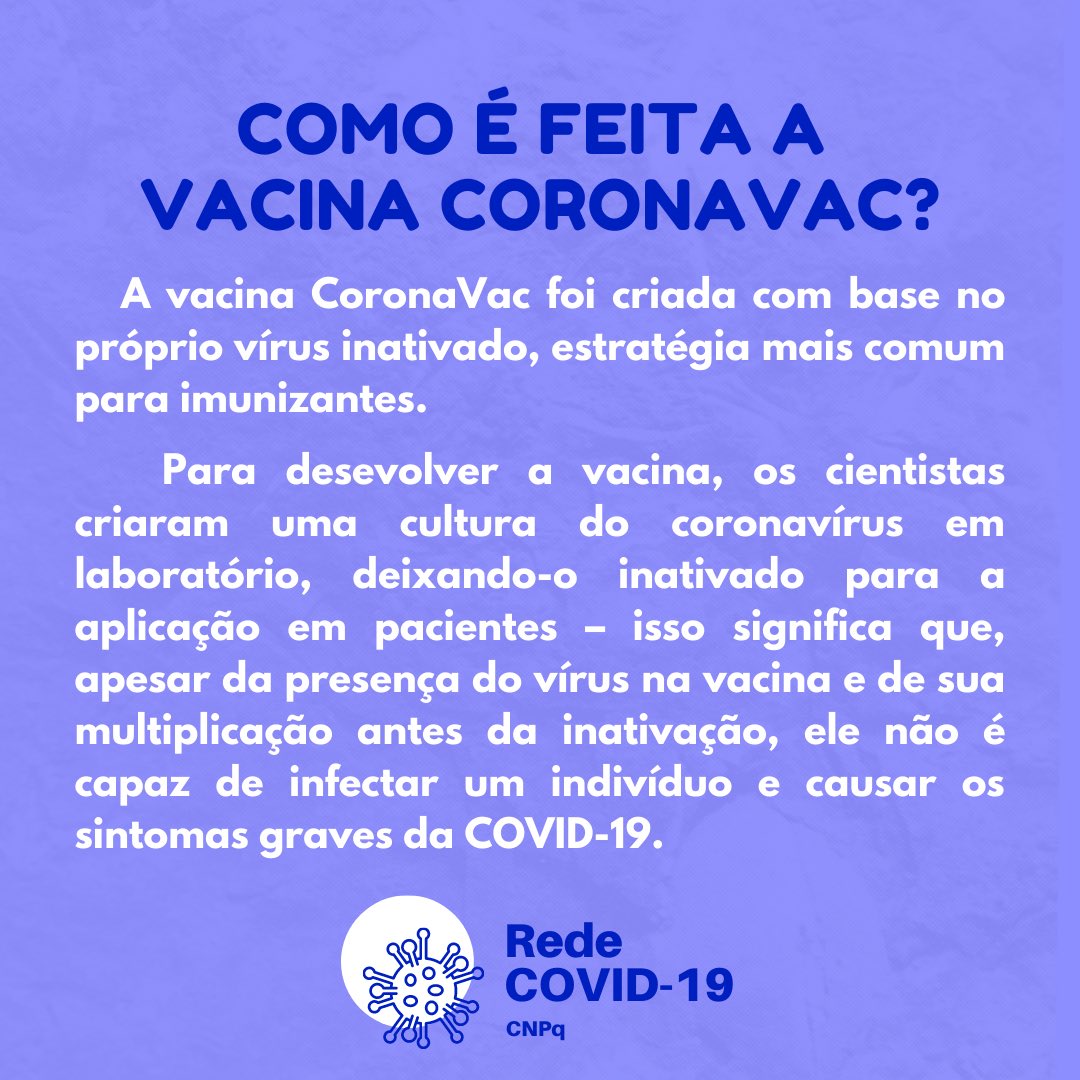 COMO É FEITA A
VACINA CORONAVAC?
A vacina CoronaVac foi criada com base no
próprio vírus inativado, estratégia mais comum
para imunizantes.
Para desevolver a vacina, os cientistas
criaram uma cultura do coronavírus em
laboratório, deixando-o inativado para a
aplicação em pacientes – isso significa que,
apesar da presença do vírus na vacina e de sua
multiplicação antes da inativação, ele não é
capaz de infectar um indivíduo e causar os
sintomas graves da COVID-19.
Rede
COVID-19
CNPq